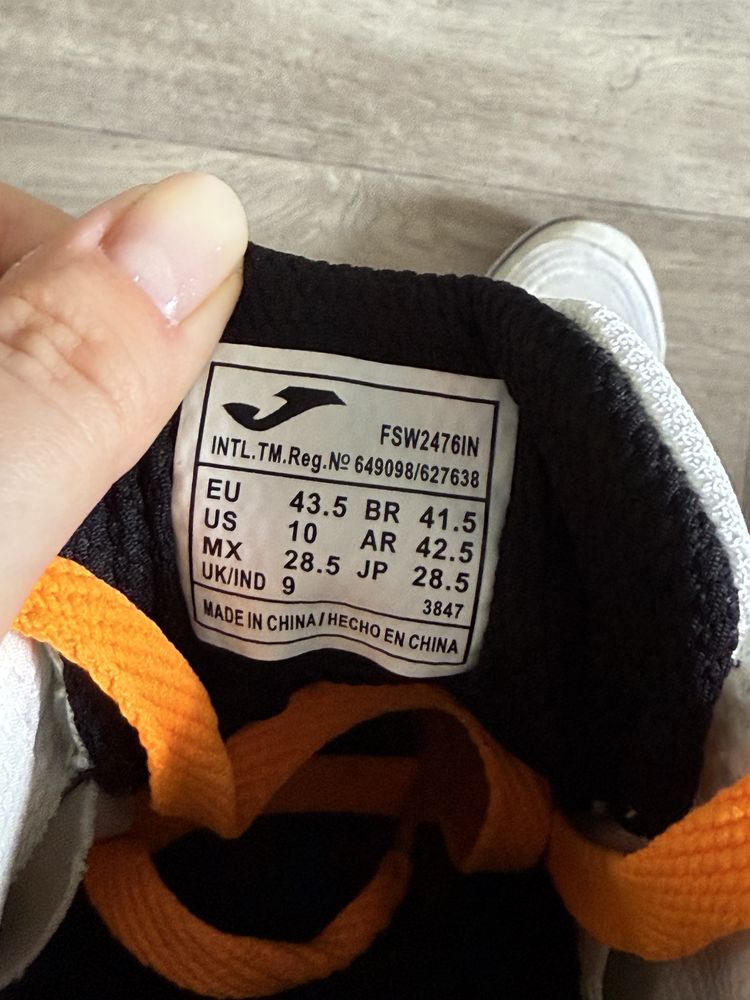 FSW2476IN
INTL.TM.Reg.Nº 649098/627638
EU 43.5 BR 41.5
US 10 AR 42.5
MX 28.5 JP 28.5
UK/IND 9
3847
MADE IN CHINA / HECHO EN CHINA